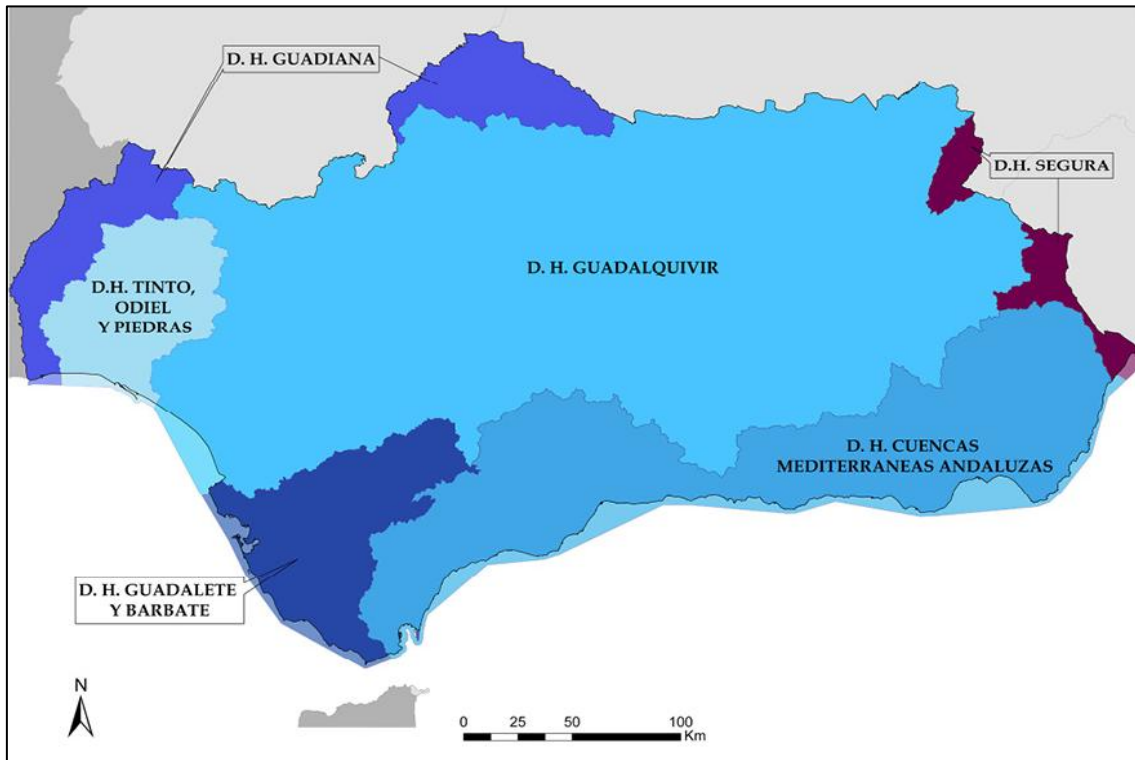 D. H. GUADIANA
D.H. SEGURA
D. H. GUADALQUIVIR
D.H. TINTO,
ODIEL
Y PIEDRAS
D. H. CUENCAS
MEDITERRANEAS ANDALUZAS
D. H. GUADALETE
Y BARBATE
N
0 25 50 100
Km